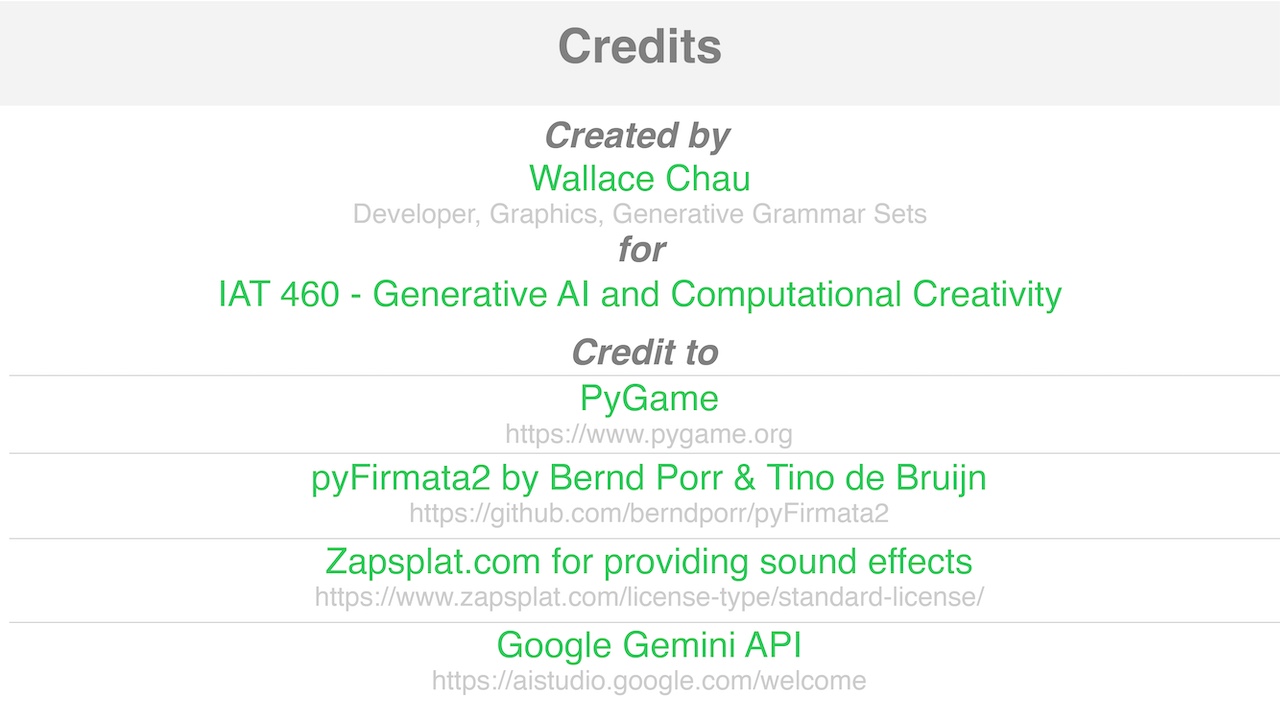 Credits
Created by
Wallace Chau
Developer, Graphics, Generative Grammar Sets
for
IAT 460 - Generative AI and Computational Creativity
Credit to
PyGame
https://www.pygame.org
pyFirmata2 by Bernd Porr & Tino de Bruijn
https://github.com/berndporr/pyFirmata2
Zapsplat.com for providing sound effects
https://www.zapsplat.com/license-type/standard-license/
Google Gemini API
https://aistudio.google.com/welcome